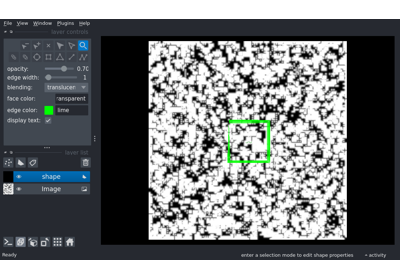 File View Window Plugins Help
layer controls
opacity: 0.70
edge width: 1
blending: translucen
face color: ransparent
edge color: lime
display text:
layer list
shape
Image
Ready
enter a selection mode to edit shape properties
activity